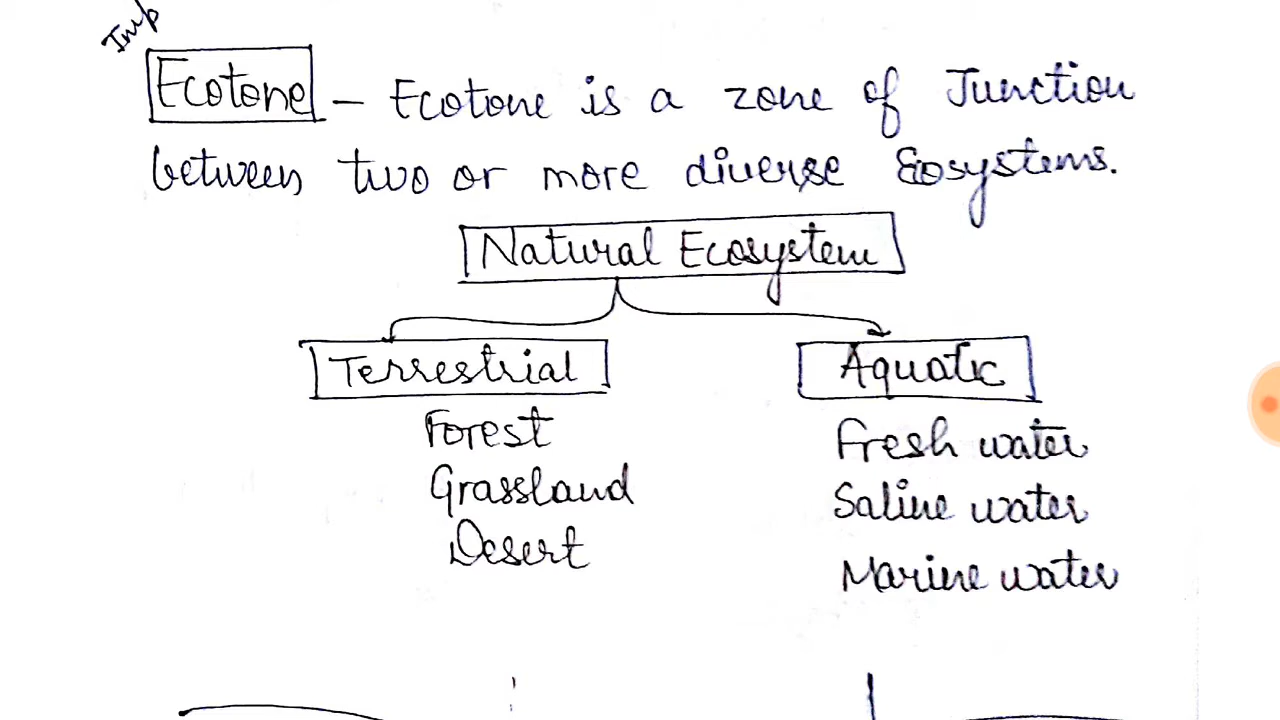 Imp
Ecotone - Ecotone is a zone of Junction
between two or more diverse Ecosystems.
Natural Ecosystem
Terrestrial Aquatic
Forest Fresh water
Grassland Saline water
Desert Marine water